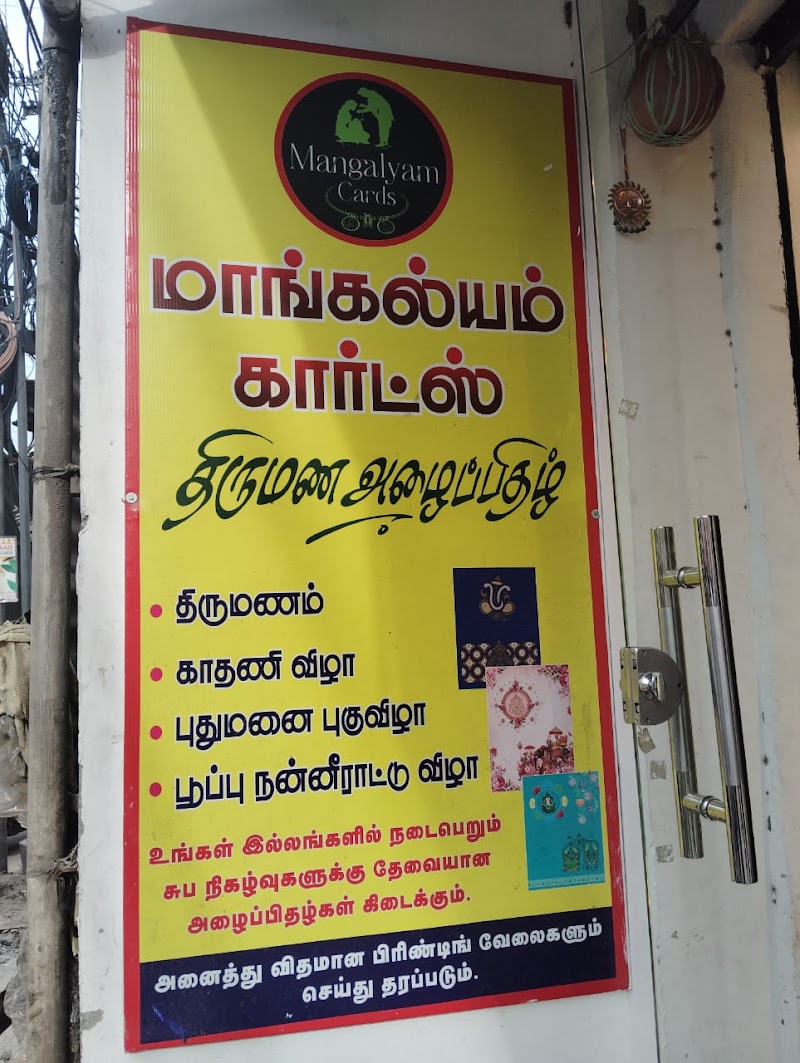 Mangalyam
Cards
மாங்கல்யம்
கார்ட்ஸ்
திருமண அழைப்பிதழ்
• திருமணம்
• காதணி விழா
• புதுமனை புகுவிழா
• பூப்பு நன்னீராட்டு விழா
உங்கள் இல்லங்களில் நடைபெறும்
சுப நிகழ்வுகளுக்கு தேவையான
அழைப்பிதழ்கள் கிடைக்கும்.
அனைத்து விதமான பிரிண்டிங் வேலைகளும்
செய்து தரப்படும்.